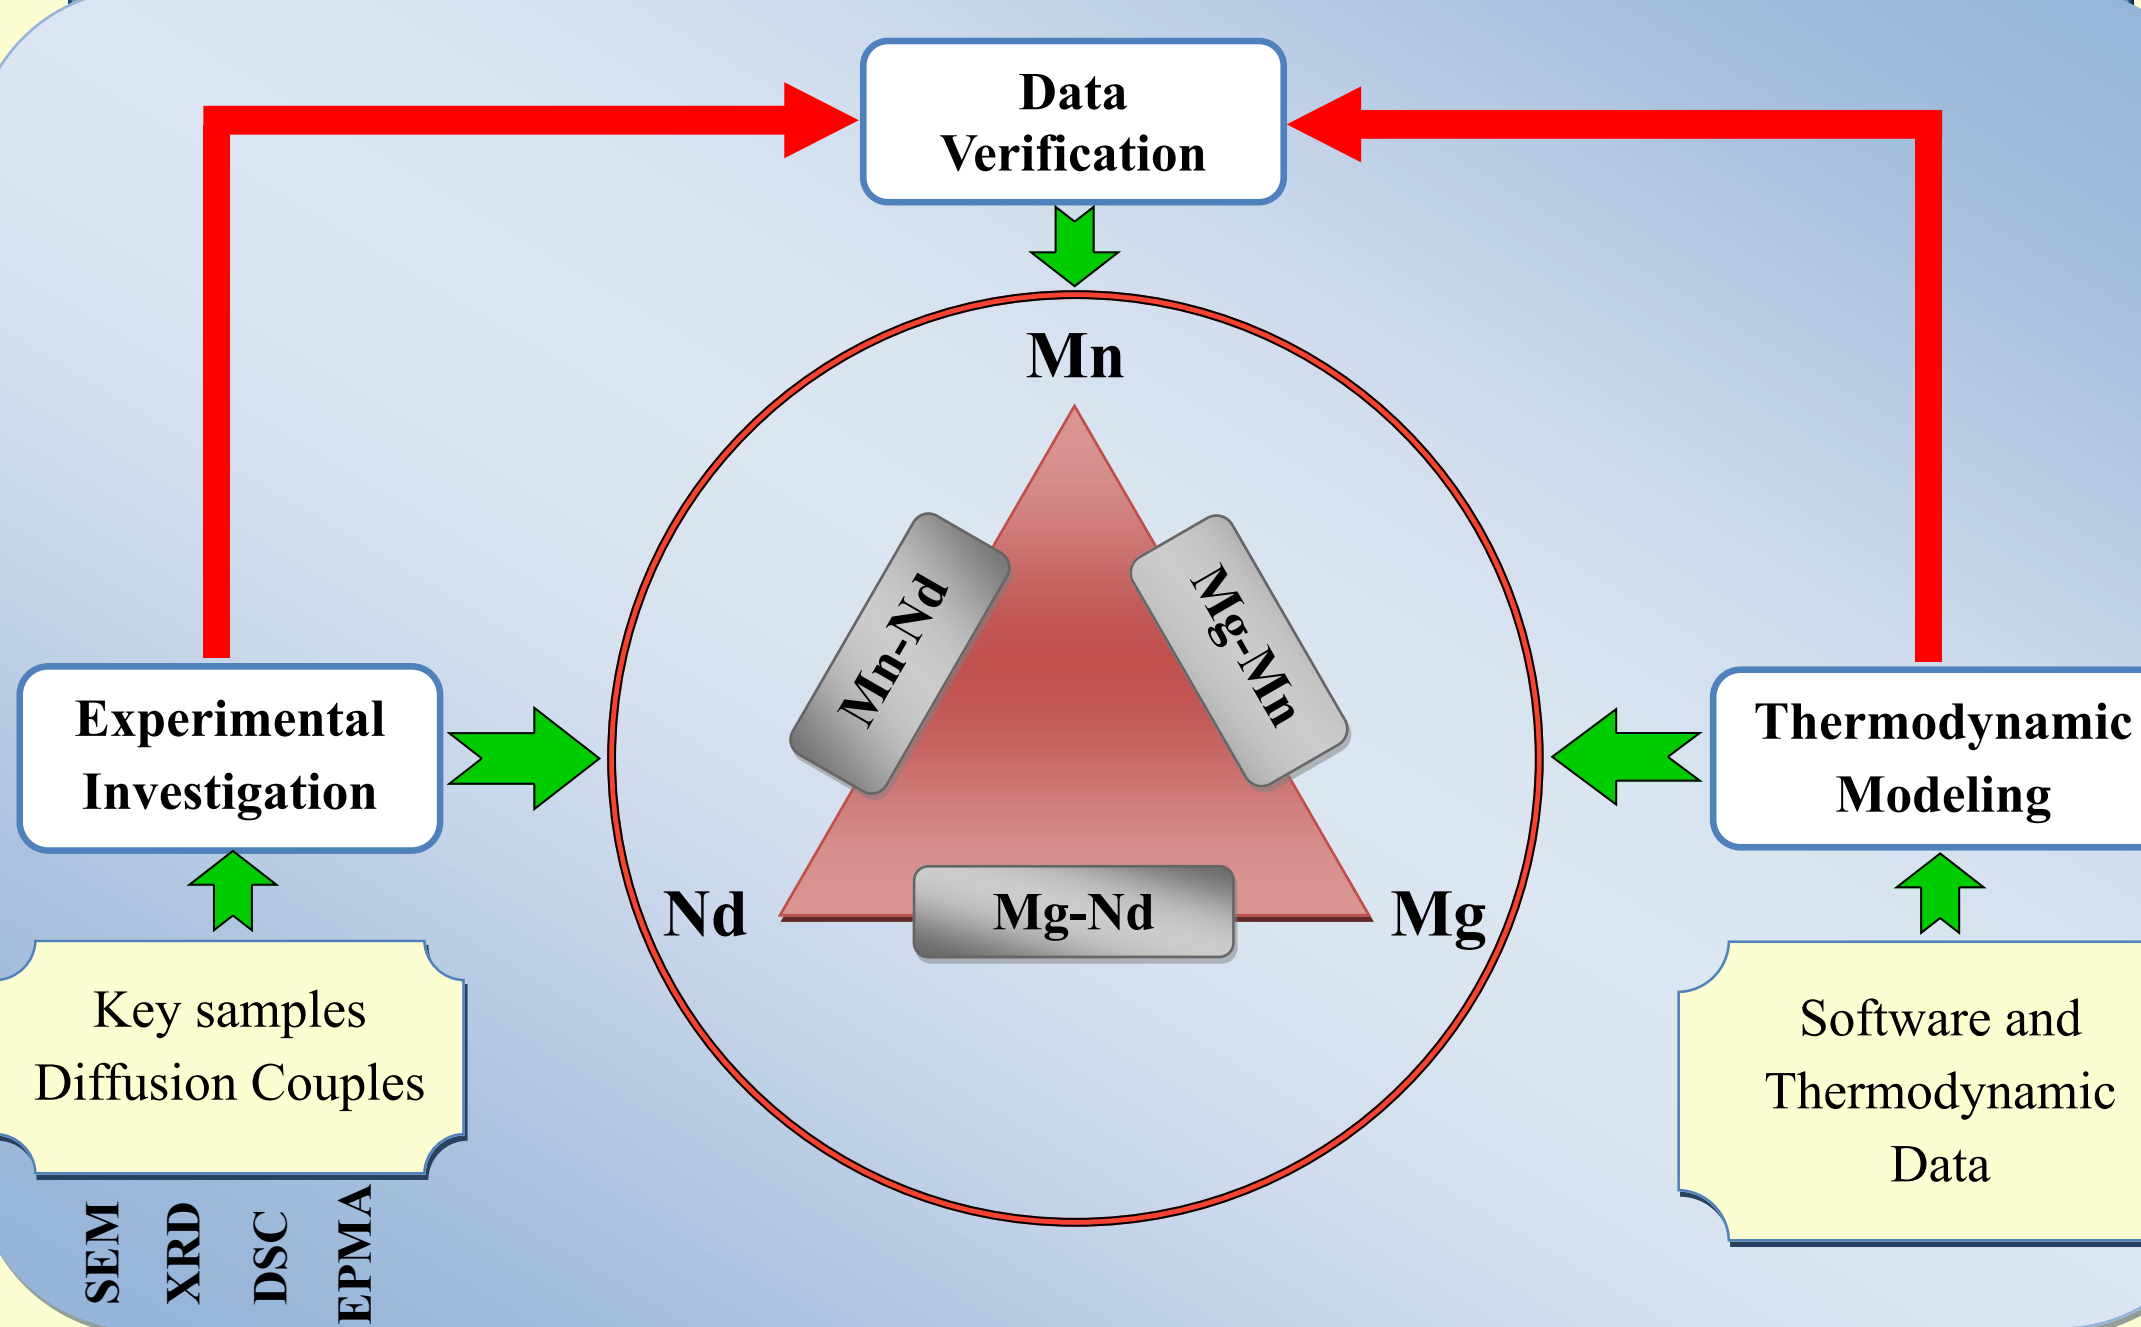 Data
Verification
Mn
Mn-Nd
Mg-Mn
Experimental
Investigation
Thermodynamic
Modeling
Nd
Mg-Nd
Mg
Key samples
Diffusion Couples
Software and
Thermodynamic
Data
SEM
XRD
DSC
EPMA